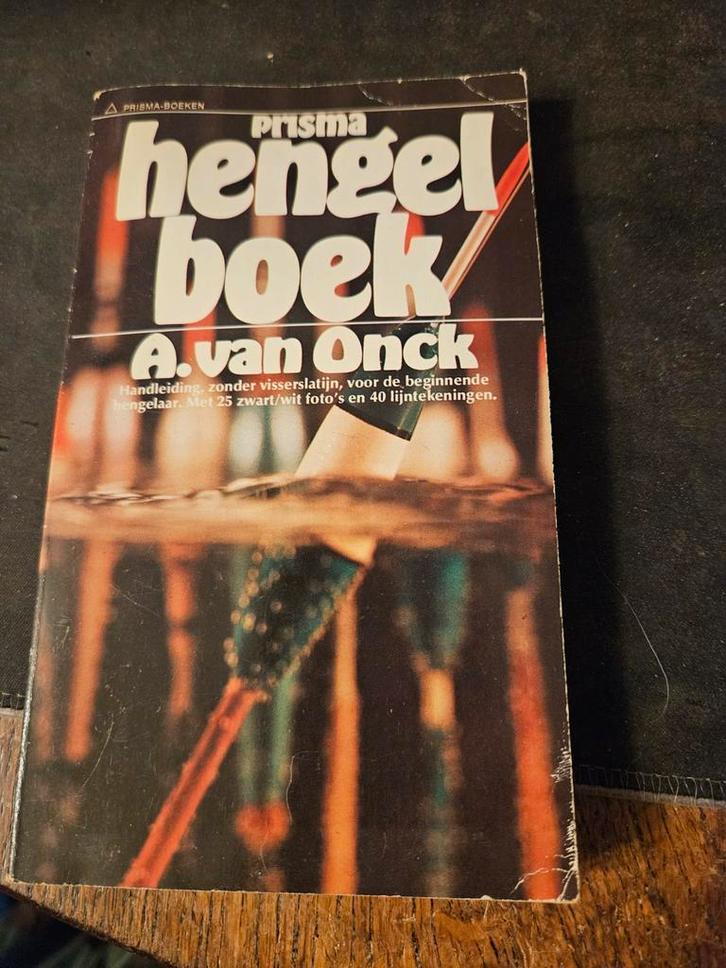 PRISMA-BOEKEN
prisma
hengel
boek
A. van Onck
Handleiding, zonder visserslatijn, voor de beginnende
hengelaar. Met 25 zwart/wit foto's en 40 lijntekeningen.